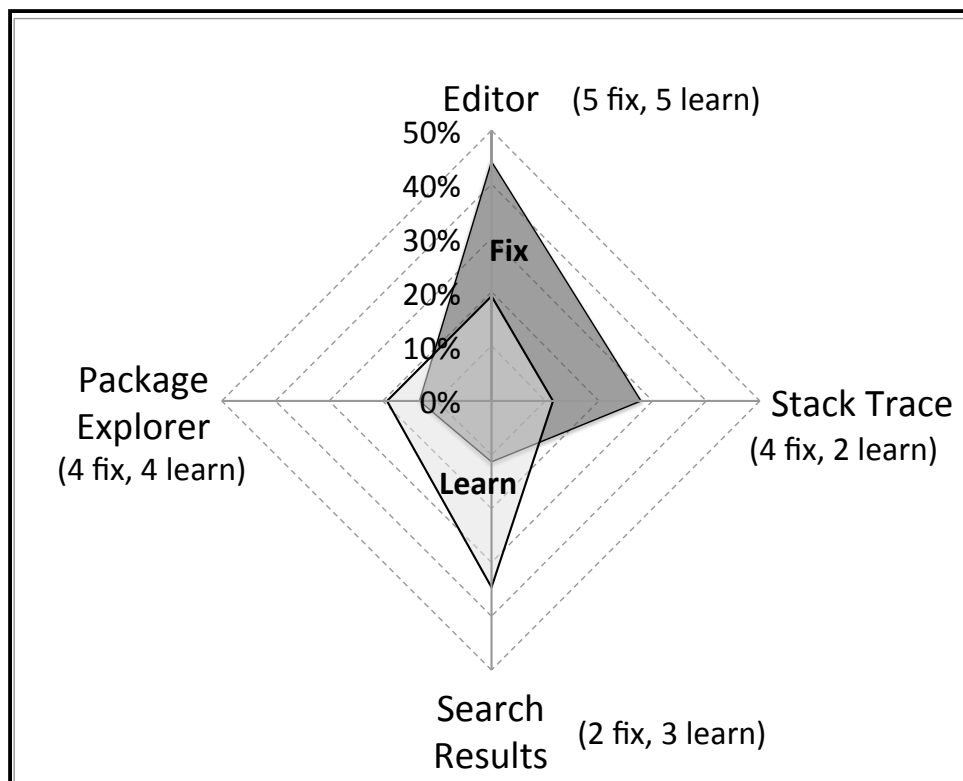 Editor (5 fix, 5 learn)
50%
40%
30%
Fix
20%
10%
0%
Package
Explorer
(4 fix, 4 learn)
Stack Trace
(4 fix, 2 learn)
Learn
Search
Results
(2 fix, 3 learn)